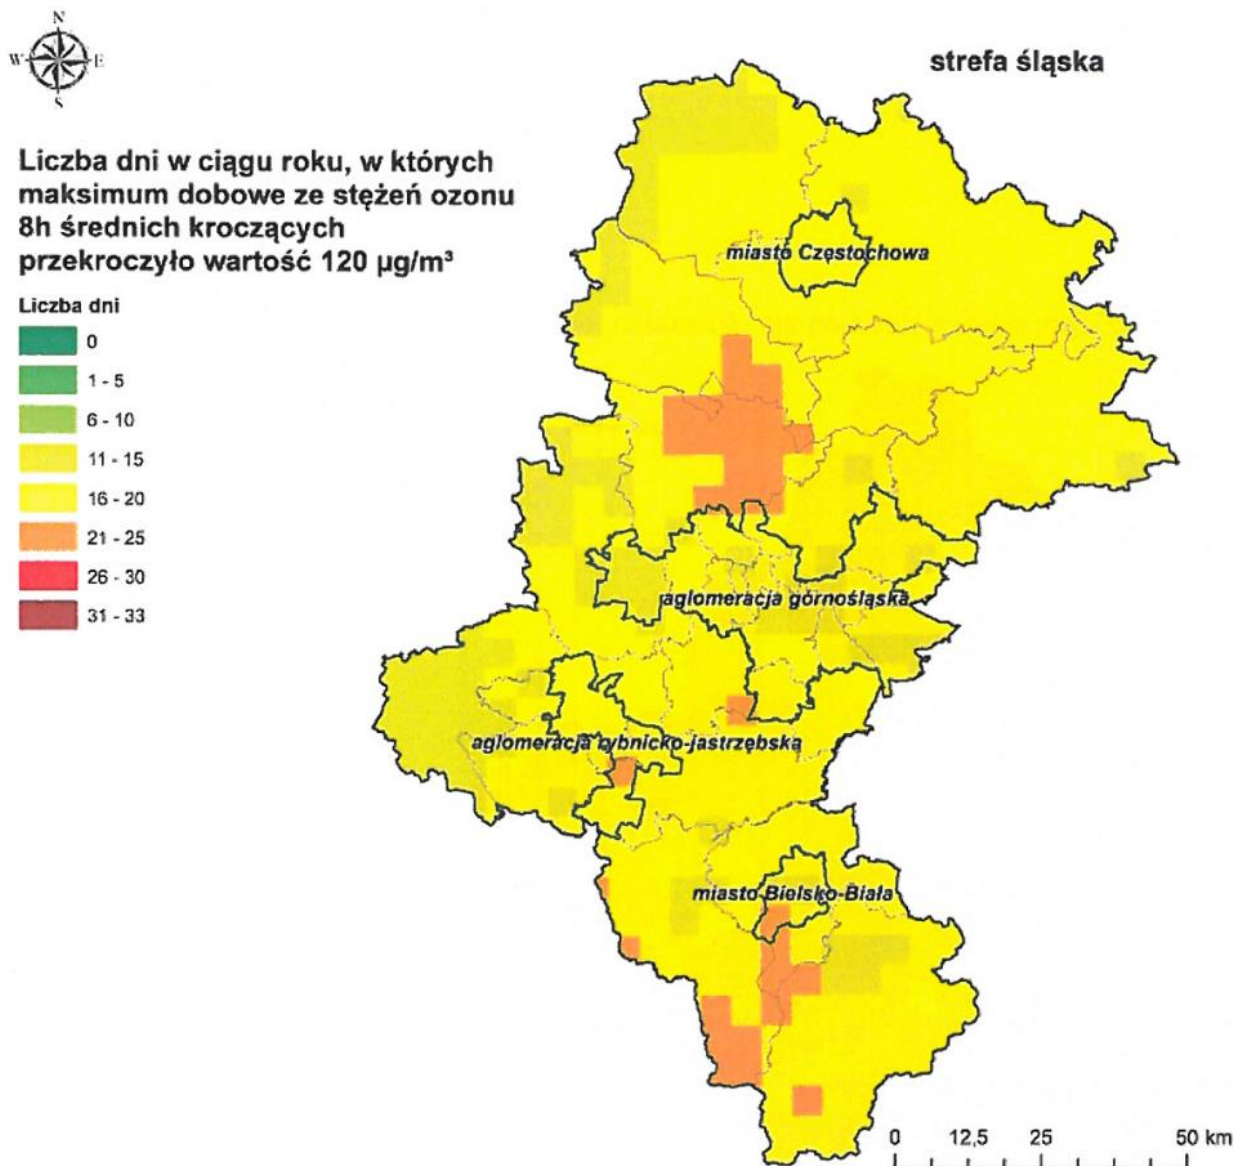 N
W E
S
strefa śląska
Liczba dni w ciągu roku, w których
maksimum dobowe ze stężeń ozonu
8h średnich kroczących
przekroczyło wartość 120 µg/m³
Liczba dni
0
1 - 5
6 - 10
11 - 15
16 - 20
21 - 25
26 - 30
31 - 33
miasto Częstochowa
aglomeracja górnośląska
aglomeracja rybnicko-jastrzębska
miasto Bielsko-Biała
0 12,5 25 50 km